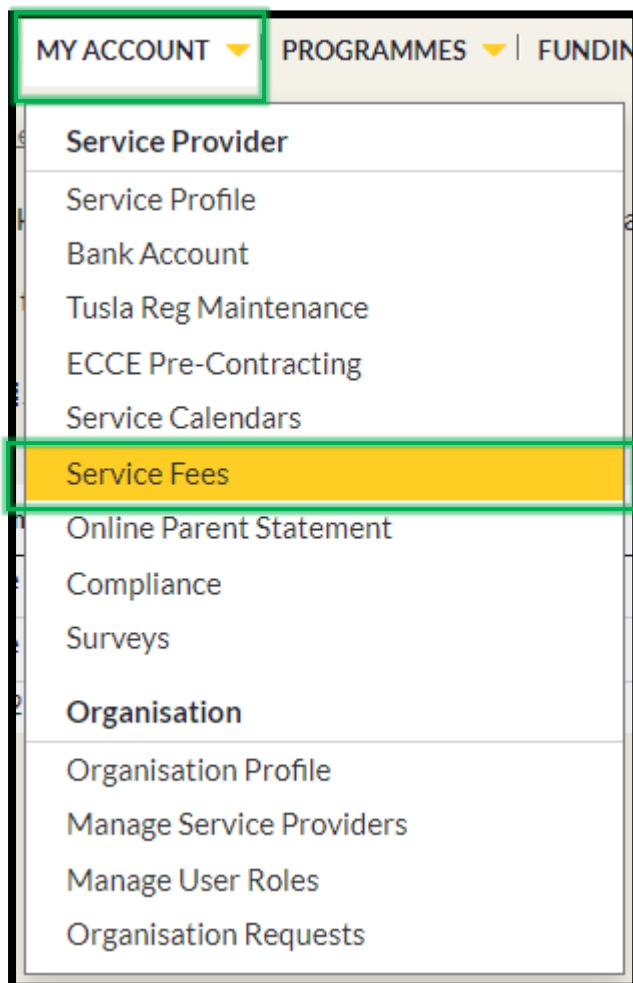 MY ACCOUNT PROGRAMMES
Service Provider
Service Profile
Bank Account
Tusla Reg Maintenance
ECCE Pre-Contracting
Service Calendars
Service Fees
Online Parent Statement
Compliance
Surveys
Organisation
Organisation Profile
Manage Service Providers
Manage User Roles
Organisation Requests